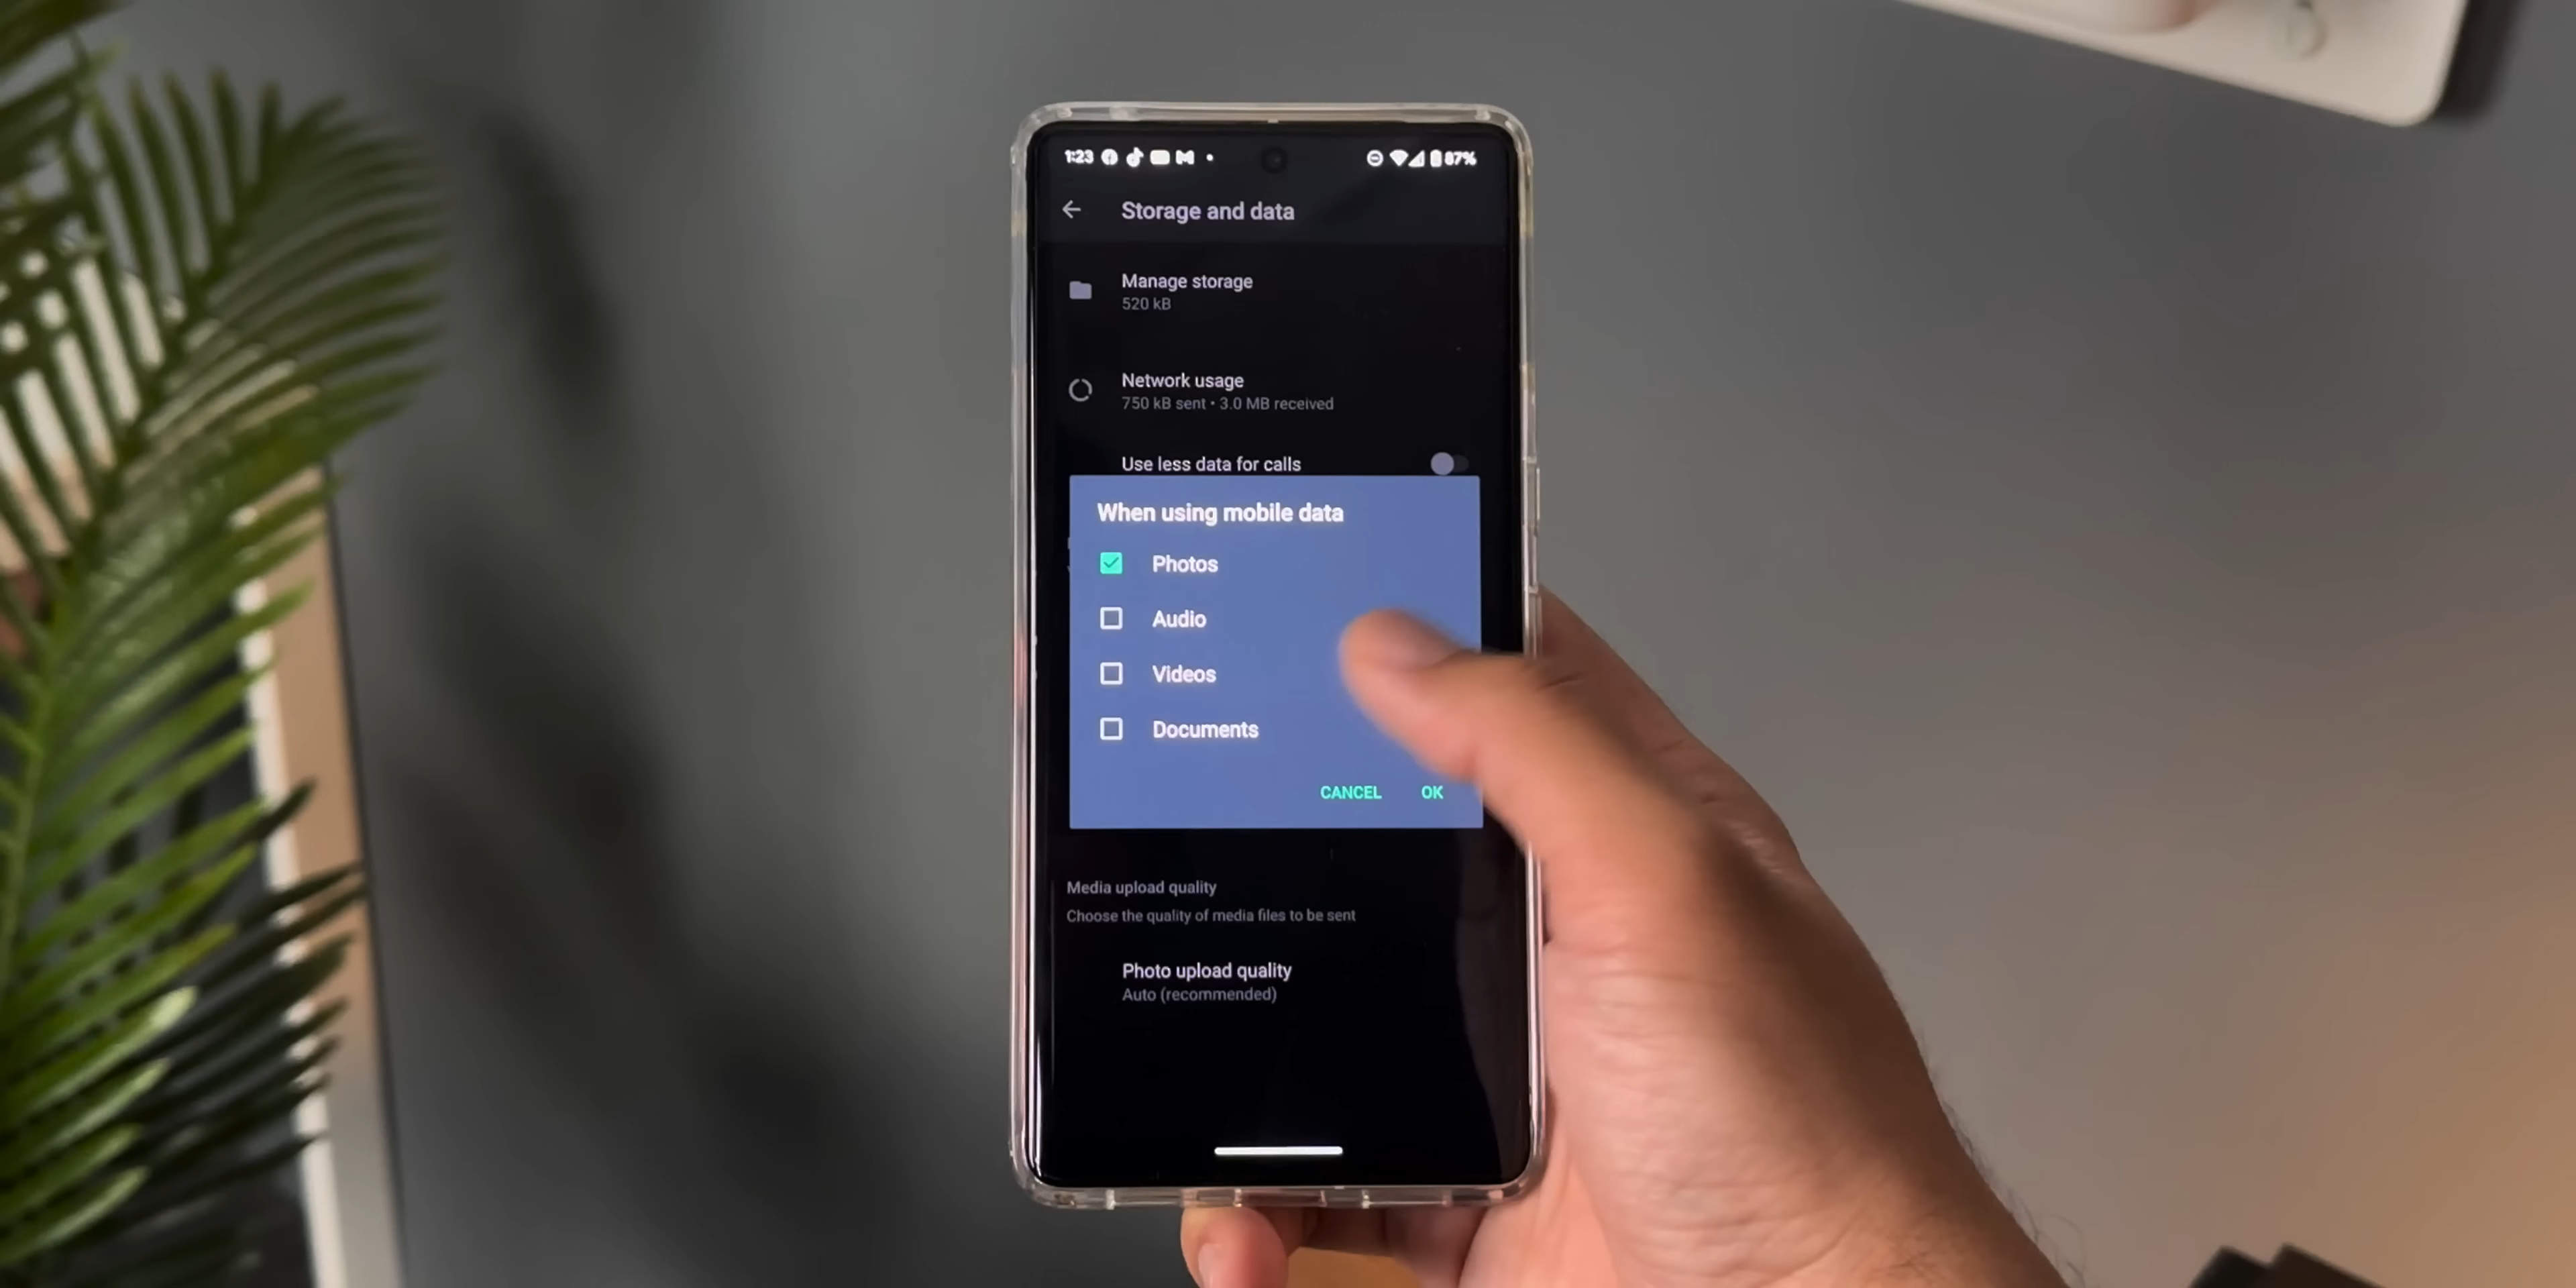 1:23 87%
Storage and data
Manage storage
520 kB
Network usage
750 kB sent • 3.0 MB received
Use less data for calls
When using mobile data
Photos
Audio
Videos
Documents
CANCEL OK
Media upload quality
Choose the quality of media files to be sent
Photo upload quality
Auto (recommended)